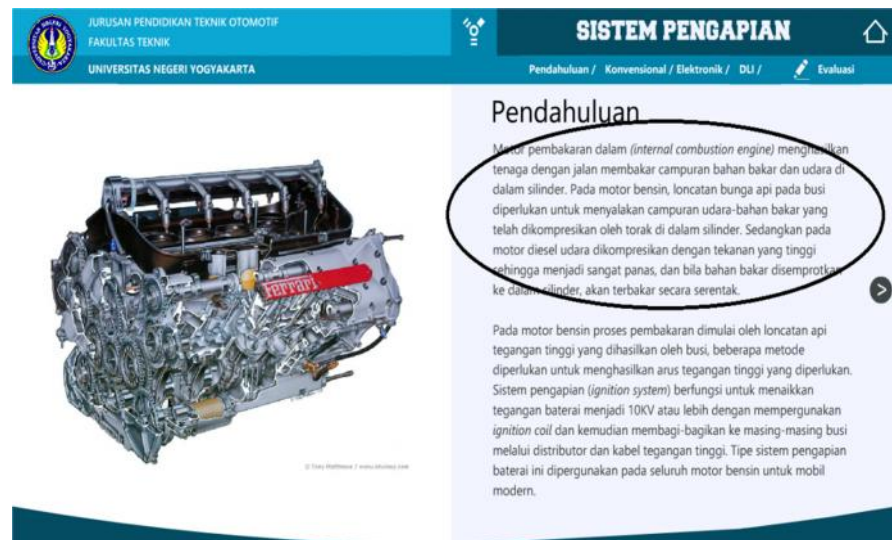 JURUSAN PENDIDIKAN TEKNIK OTOMOTIF
FAKULTAS TEKNIK
UNIVERSITAS NEGERI YOGYAKARTA
SISTEM PENGAPIAN
Pendahuluan / Konvensional / Elektronik / DLI / Evaluasi
Ferrari
Pendahuluan
Motor pembakaran dalam (internal combustion engine) menghasilkan
tenaga dengan jalan membakar campuran bahan bakar dan udara di
dalam silinder. Pada motor bensin, loncatan bunga api pada busi
diperlukan untuk menyalakan campuran udara-bahan bakar yang
telah dikompresikan oleh torak di dalam silinder. Sedangkan pada
motor diesel udara dikompresikan dengan tekanan yang tinggi
sehingga menjadi sangat panas, dan bila bahan bakar disemprotkan
ke dalam silinder, akan terbakar secara serentak.
Pada motor bensin proses pembakaran dimulai oleh loncatan api
tegangan tinggi yang dihasilkan oleh busi, beberapa metode
diperlukan untuk menghasilkan arus tegangan tinggi yang diperlukan.
Sistem pengapian (ignition system) berfungsi untuk menaikkan
tegangan baterai menjadi 10KV atau lebih dengan mempergunakan
ignition coil dan kemudian membagi-bagikan ke masing-masing busi
melalui distributor dan kabel tegangan tinggi. Tipe sistem pengapian
baterai ini dipergunakan pada seluruh motor bensin untuk mobil
modern.